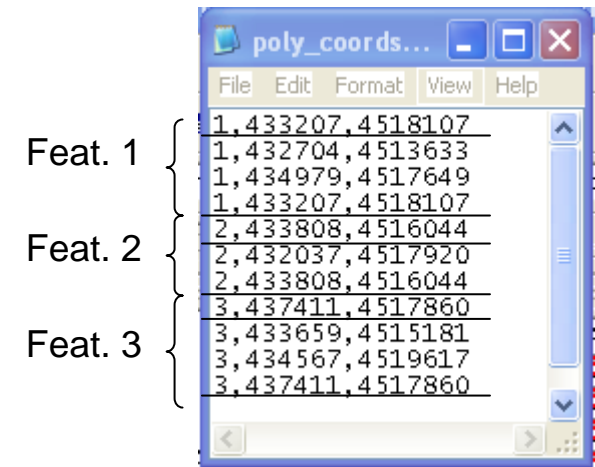 poly_coords...
File Edit Format View Help
Feat. 1
1,433207,4518107
1,432704,4513633
1,434979,4517649
1,433207,4518107
Feat. 2
2,433808,4516044
2,432037,4517920
2,433808,4516044
Feat. 3
3,437411,4517860
3,433659,4515181
3,434567,4519617
3,437411,4517860